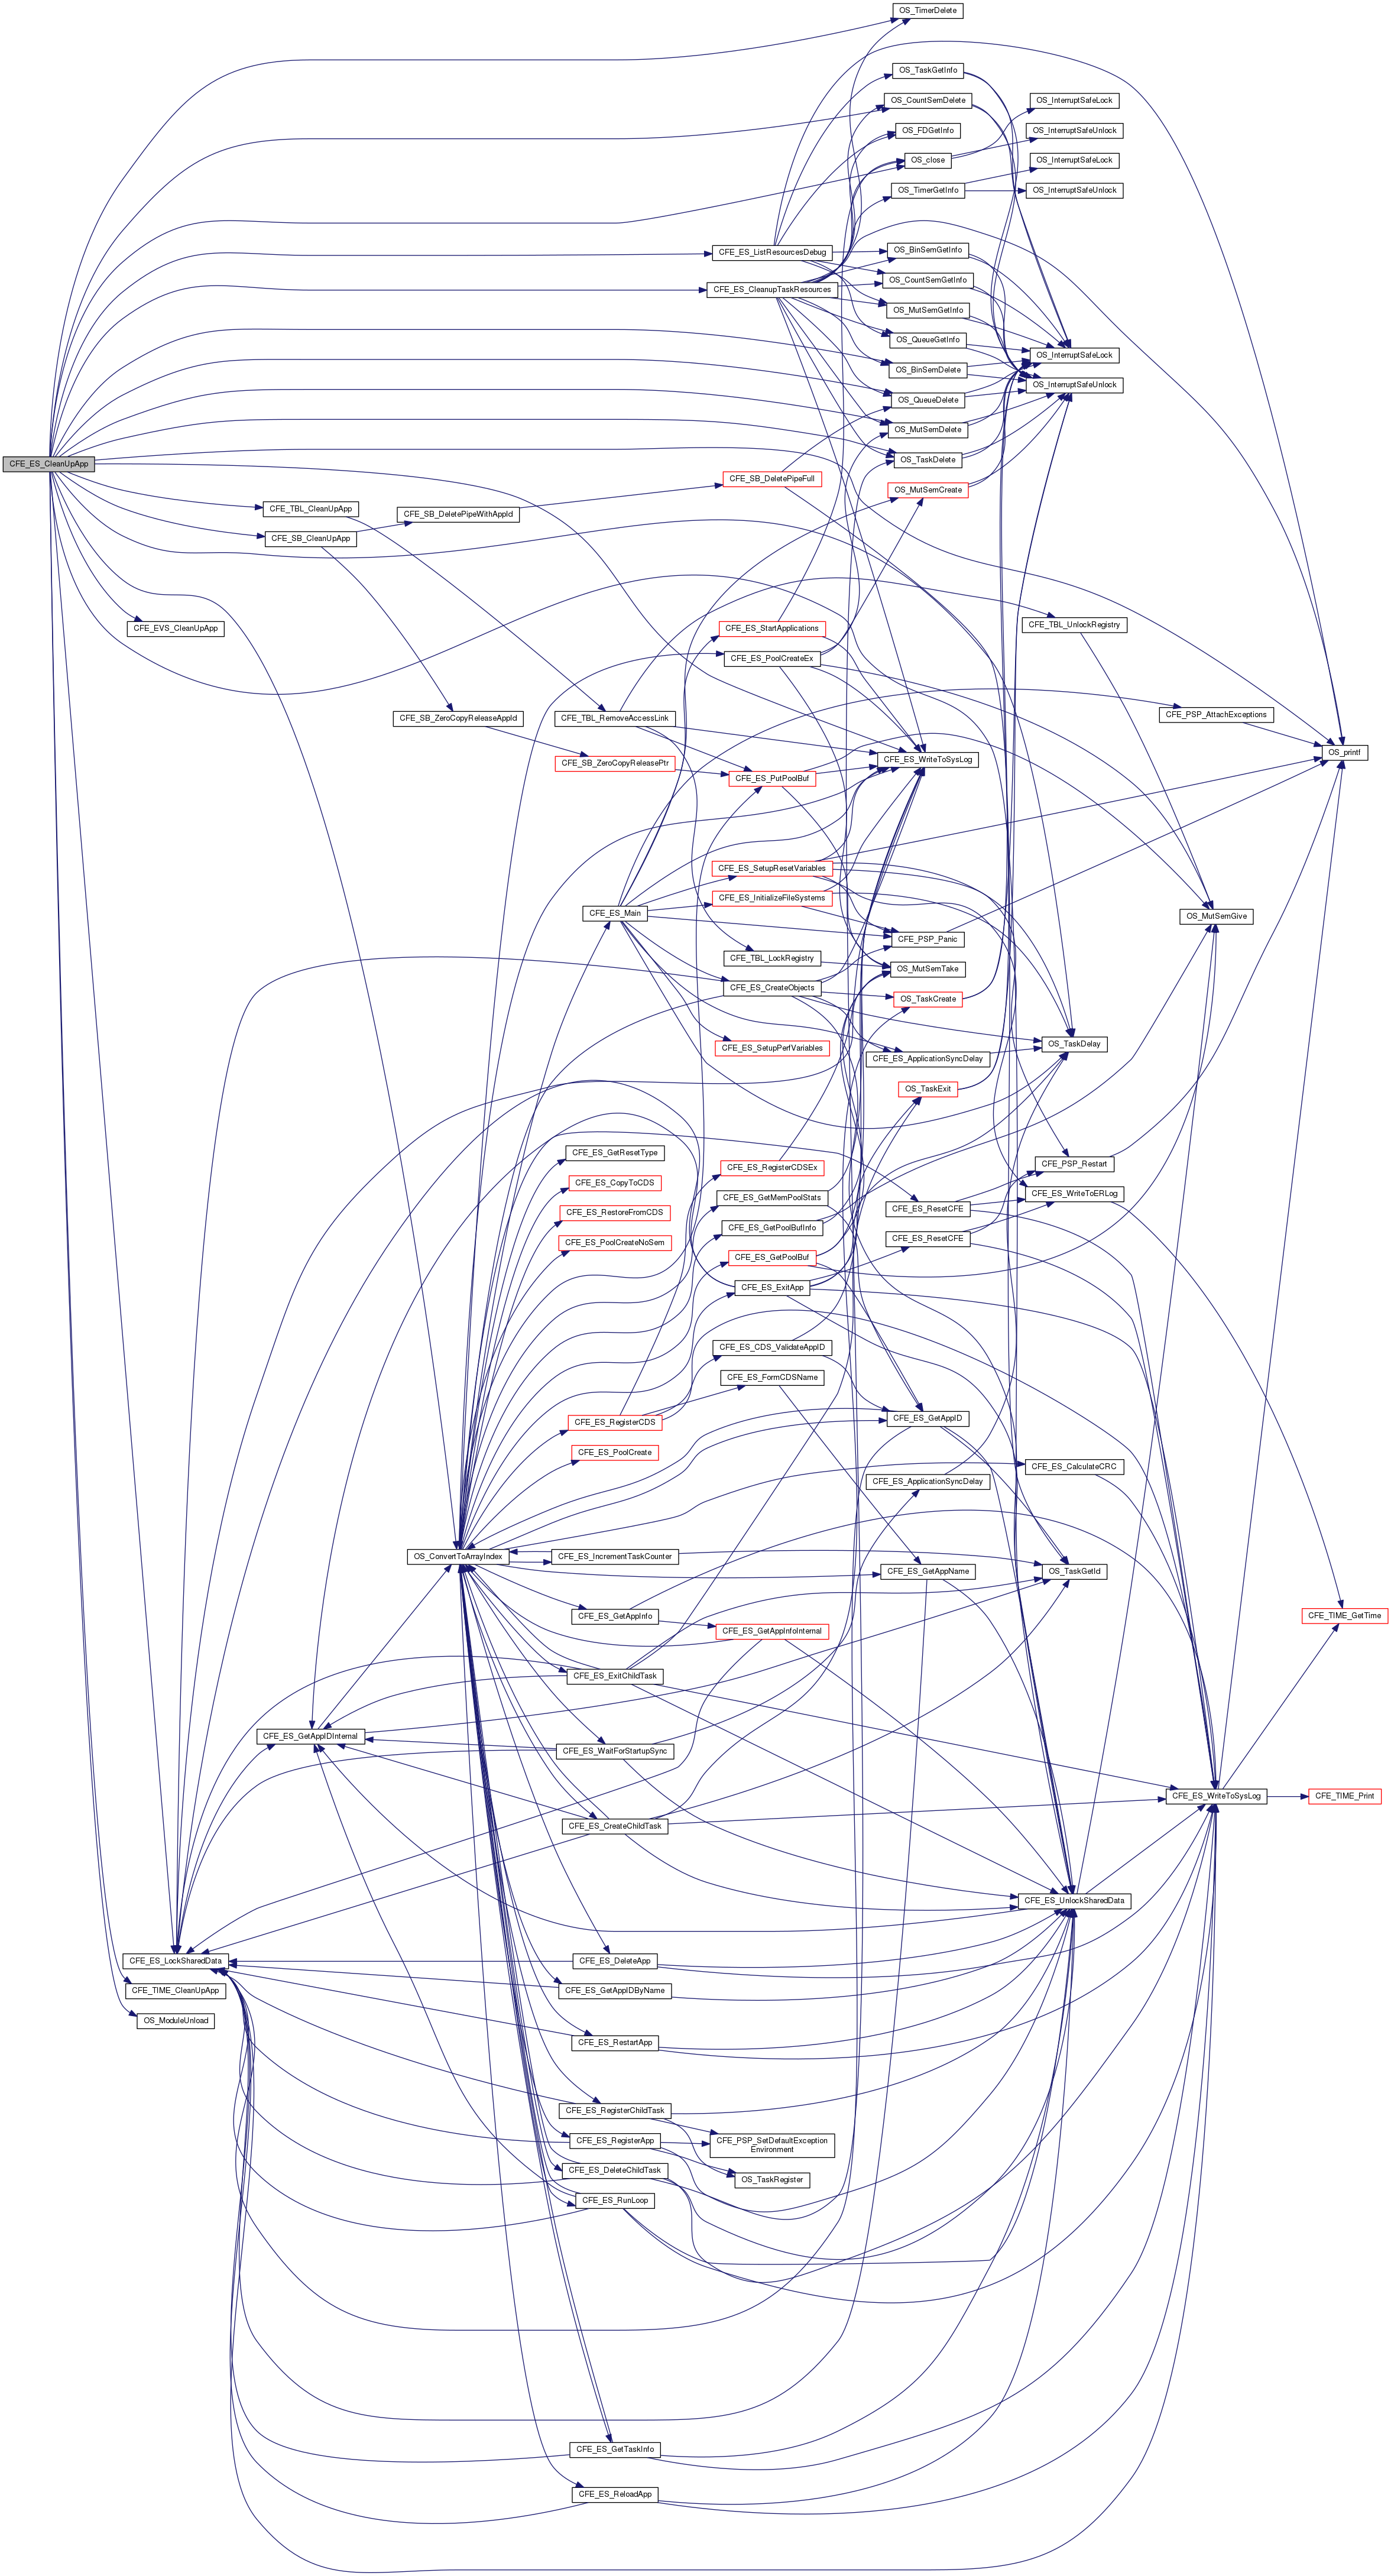 OS_TimerDelete
OS_TaskGetInfo
OS_CountSemDelete
OS_InterruptSafeLock
OS_FDGetInfo
OS_InterruptSafeUnlock
OS_close
OS_InterruptSafeLock
OS_TimerGetInfo
OS_InterruptSafeUnlock
CFE_ES_ListResourcesDebug
OS_BinSemGetInfo
OS_CountSemGetInfo
CFE_ES_CleanupTaskResources
OS_MutSemGetInfo
OS_QueueGetInfo
OS_InterruptSafeLock
OS_BinSemDelete
OS_InterruptSafeUnlock
OS_QueueDelete
OS_MutSemDelete
OS_TaskDelete
CFE_ES_CleanUpApp
CFE_SB_DeletePipeFull
OS_MutSemCreate
CFE_TBL_CleanUpApp
CFE_SB_DeletePipeWithAppId
CFE_SB_CleanUpApp
CFE_EVS_CleanUpApp
CFE_ES_StartApplications
CFE_TBL_UnlockRegistry
CFE_ES_PoolCreateEx
CFE_SB_ZeroCopyReleaseAppId
CFE_TBL_RemoveAccessLink
CFE_PSP_AttachExceptions
OS_printf
CFE_SB_ZeroCopyReleasePtr
CFE_ES_PutPoolBuf
CFE_ES_WriteToSysLog
CFE_ES_SetupResetVariables
CFE_ES_InitializeFileSystems
CFE_ES_Main
OS_MutSemGive
CFE_PSP_Panic
CFE_TBL_LockRegistry
OS_MutSemTake
CFE_ES_CreateObjects
OS_TaskCreate
CFE_ES_SetupPerfVariables
CFE_ES_ApplicationSyncDelay
OS_TaskDelay
OS_TaskExit
CFE_ES_GetResetType
CFE_ES_RegisterCDSEx
CFE_PSP_Restart
CFE_ES_CopyToCDS
CFE_ES_GetMemPoolStats
CFE_ES_WriteToERLog
CFE_ES_RestoreFromCDS
CFE_ES_GetPoolBufInfo
CFE_ES_ResetCFE
CFE_ES_PoolCreateNoSem
CFE_ES_GetPoolBuf
CFE_ES_ResetCFE
CFE_ES_ExitApp
CFE_ES_CDS_ValidateAppID
CFE_ES_FormCDSName
CFE_ES_RegisterCDS
CFE_ES_GetAppID
CFE_ES_PoolCreate
CFE_ES_CalculateCRC
CFE_ES_ApplicationSyncDelay
OS_ConvertToArrayIndex
CFE_ES_IncrementTaskCounter
CFE_ES_GetAppName
OS_TaskGetId
CFE_ES_GetAppInfo
CFE_TIME_GetTime
CFE_ES_GetAppInfoInternal
CFE_ES_ExitChildTask
CFE_ES_GetAppIDInternal
CFE_ES_WaitForStartupSync
CFE_ES_WriteToSysLog
CFE_TIME_Print
CFE_ES_CreateChildTask
CFE_ES_UnlockSharedData
CFE_ES_LockSharedData
CFE_ES_DeleteApp
CFE_TIME_CleanUpApp
CFE_ES_GetAppIDByName
OS_ModuleUnload
CFE_ES_RestartApp
CFE_ES_RegisterChildTask
CFE_ES_RegisterApp
CFE_PSP_SetDefaultException
Environment
CFE_ES_DeleteChildTask
OS_TaskRegister
CFE_ES_RunLoop
CFE_ES_GetTaskInfo
CFE_ES_ReloadApp